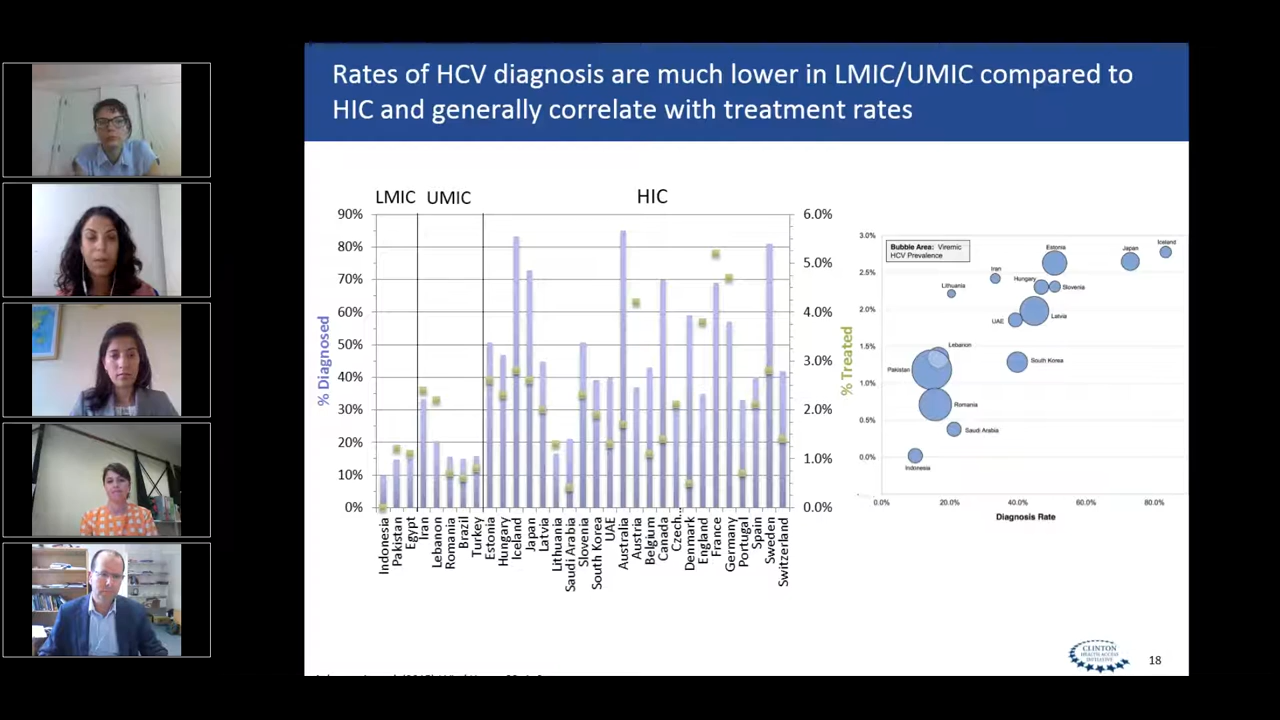 Rates of HCV diagnosis are much lower in LMIC/UMIC compared to
HIC and generally correlate with treatment rates
LMIC
UMIC
HIC
90%
80%
70%
60%
50%
40%
30%
20%
10%
0%
% Diagnosed
6.0%
5.0%
4.0%
3.0%
2.0%
1.0%
0.0%
% Treated
Indonesia
Pakistan
Egypt
Iran
Lebanon
Romania
Brazil
Turkey
Estonia
Hungary
Iceland
Japan
Latvia
Lithuania
Saudi Arabia
Slovenia
South Korea
UAE
Australia
Austria
Belgium
Canada
Czech…
Denmark
England
France
Germany
Portugal
Spain
Sweden
Switzerland
Bubble Area: Viremic
HCV Prevalence
3.0%
2.5%
2.0%
1.5%
1.0%
0.5%
0.0%
Iceland
Estonia
Japan
Iran
Hungary
Slovenia
Lithuania
UAE
Latvia
Lebanon
South Korea
Pakistan
Romania
Saudi Arabia
Indonesia
0.0%
20.0%
40.0%
60.0%
80.0%
Diagnosis Rate
CLINTON
HEALTH ACCESS
INITIATIVE
18